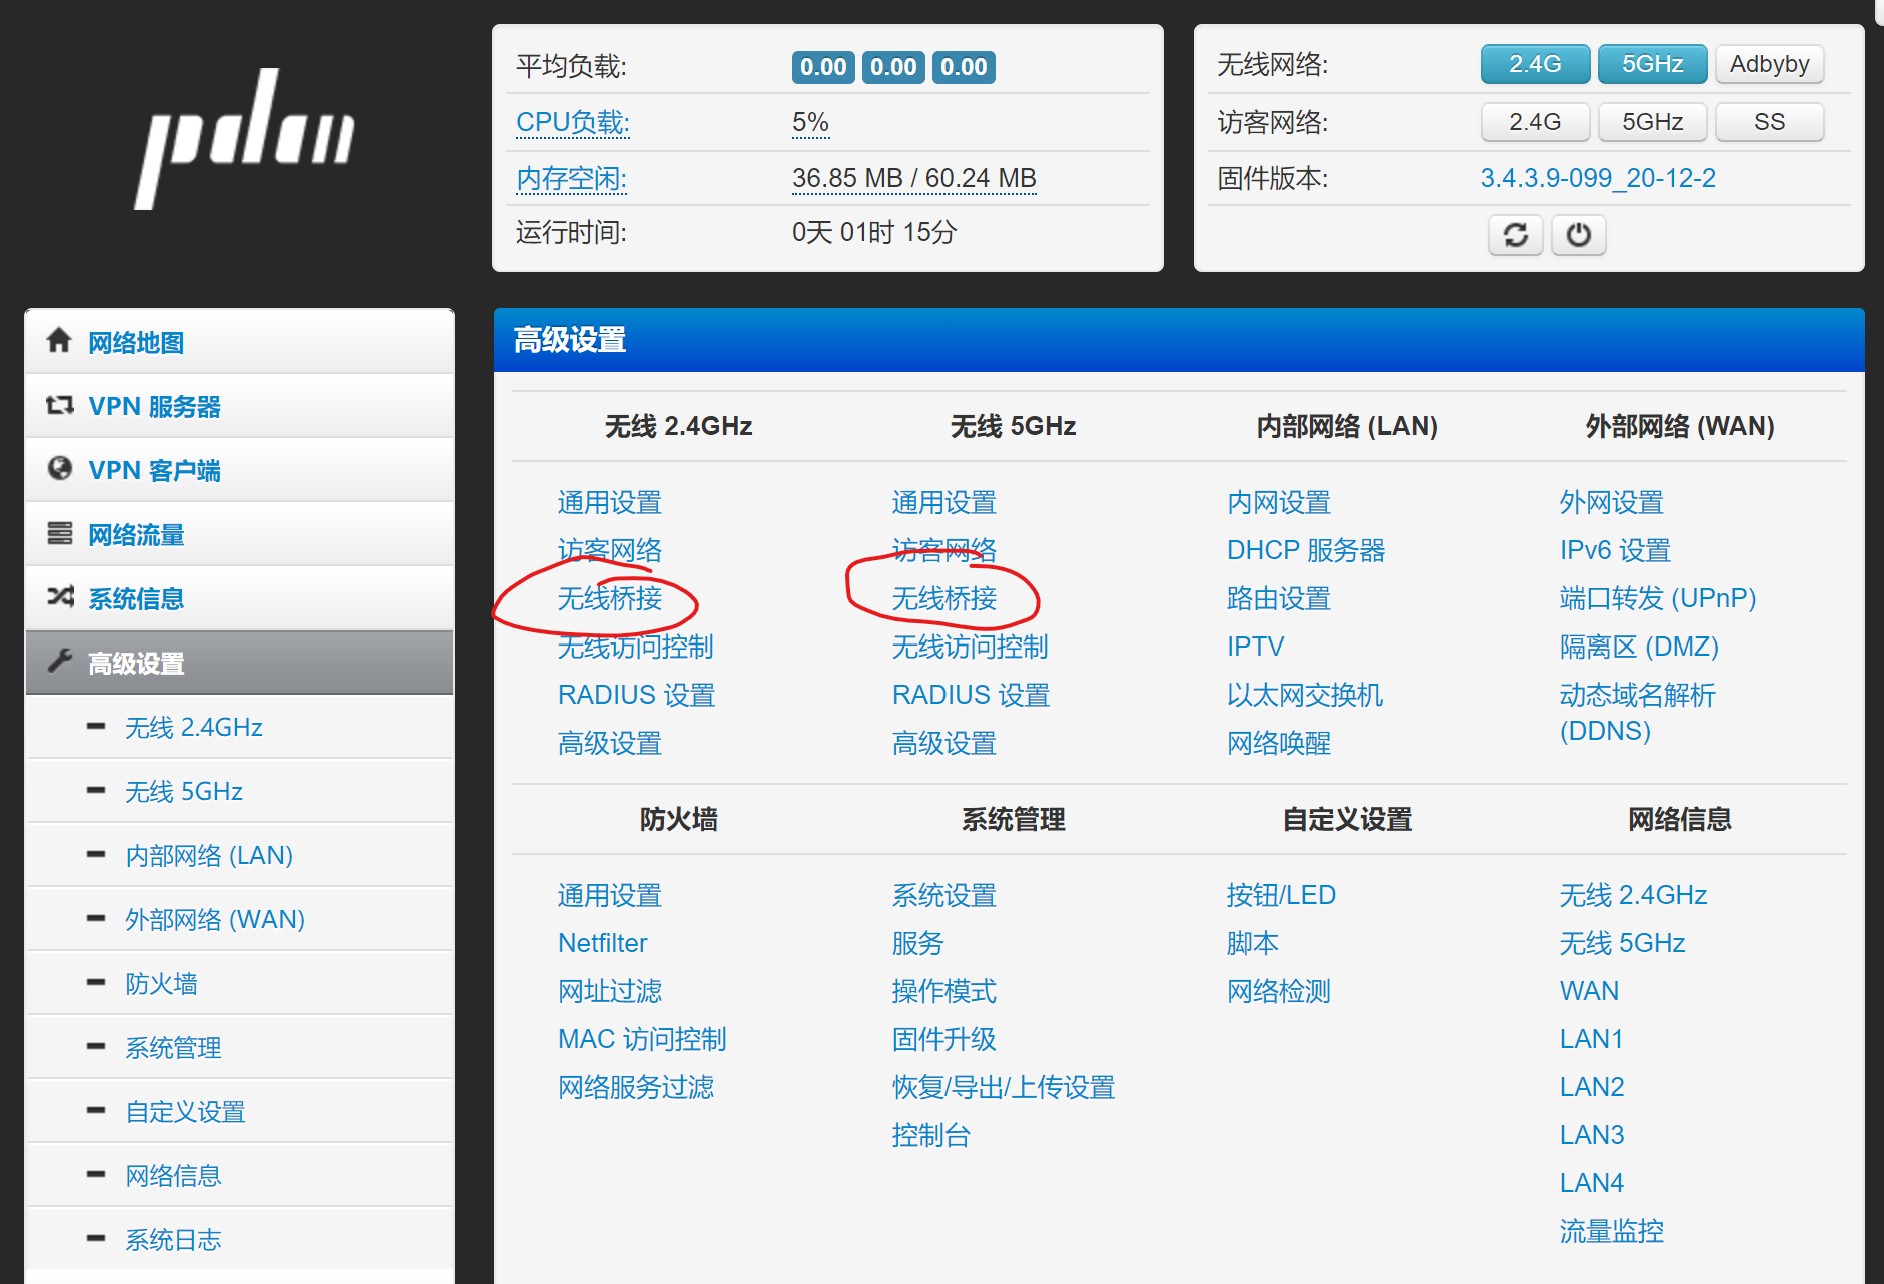 pdcn
平均负载: 0.00 0.00 0.00
CPU负载: 5%
内存空闲: 36.85 MB / 60.24 MB
运行时间: 0天 01时 15分
无线网络: 2.4G 5GHz Adbyby
访客网络: 2.4G 5GHz SS
固件版本: 3.4.3.9-099_20-12-2
网络地图
VPN 服务器
VPN 客户端
网络流量
系统信息
高级设置
无线 2.4GHz
无线 5GHz
内部网络 (LAN)
外部网络 (WAN)
防火墙
系统管理
自定义设置
网络信息
系统日志
高级设置
无线 2.4GHz
通用设置
访客网络
无线桥接
无线访问控制
RADIUS 设置
高级设置
无线 5GHz
通用设置
访客网络
无线桥接
无线访问控制
RADIUS 设置
高级设置
内部网络 (LAN)
内网设置
DHCP 服务器
路由设置
IPTV
以太网交换机
网络唤醒
外部网络 (WAN)
外网设置
IPv6 设置
端口转发 (UPnP)
隔离区 (DMZ)
动态域名解析
(DDNS)
防火墙
通用设置
Netfilter
网址过滤
MAC 访问控制
网络服务过滤
系统管理
系统设置
服务
操作模式
固件升级
恢复/导出/上传设置
控制台
自定义设置
按钮/LED
脚本
网络检测
网络信息
无线 2.4GHz
无线 5GHz
WAN
LAN1
LAN2
LAN3
LAN4
流量监控